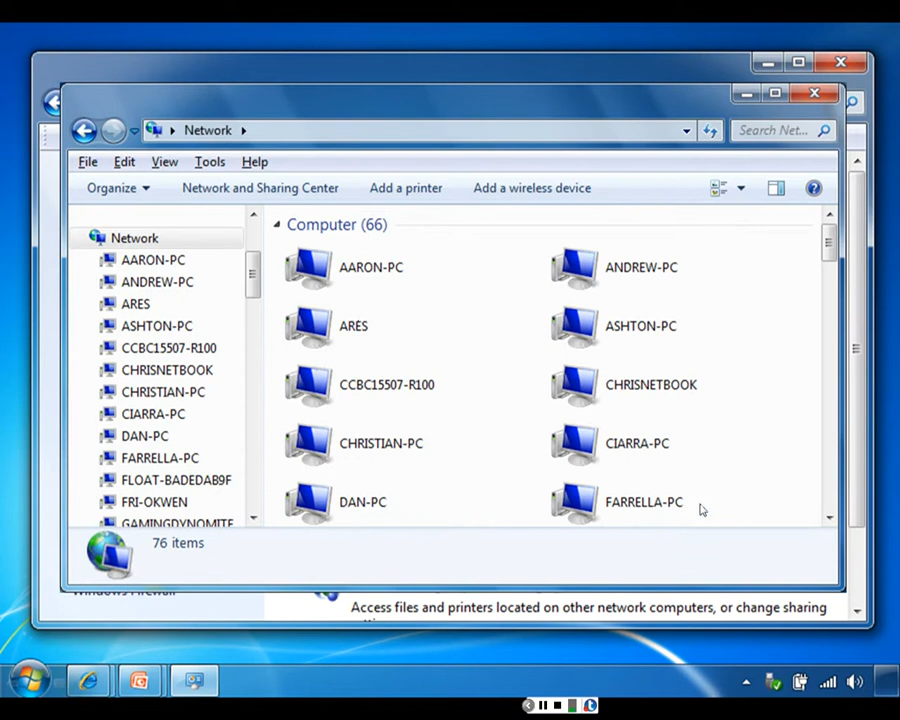 Network
Search Net...
File Edit View Tools Help
Organize Network and Sharing Center Add a printer Add a wireless device
Network
AARON-PC
ANDREW-PC
ARES
ASHTON-PC
CCBC15507-R100
CHRISNETBOOK
CHRISTIAN-PC
CIARRA-PC
DAN-PC
FARRELLA-PC
FLOAT-BADEDAB9F
FRI-OKWEN
GAMINGDYNOMITE
Computer (66)
AARON-PC ANDREW-PC
ARES ASHTON-PC
CCBC15507-R100 CHRISNETBOOK
CHRISTIAN-PC CIARRA-PC
DAN-PC FARRELLA-PC
76 items
Windows Firewall
Access files and printers located on other network computers, or change sharing